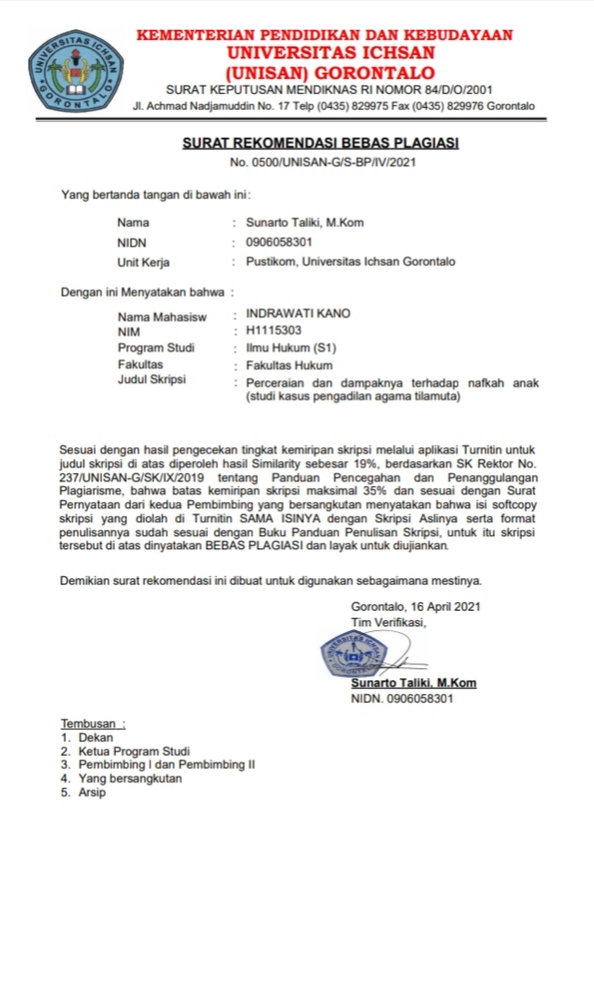 KEMENTERIAN PENDIDIKAN DAN KEBUDAYAAN
UNIVERSITAS ICHSAN
(UNISAN) GORONTALO
SURAT KEPUTUSAN MENDIKNAS RI NOMOR 84/D/O/2001
Jl. Achmad Nadjamuddin No. 17 Telp (0435) 829975 Fax (0435) 829976 Gorontalo
UNIVERSITAS ICHSAN
GORONTALO
SURAT REKOMENDASI BEBAS PLAGIASI
No. 0500/UNISAN-G/S-BP/IV/2021
Yang bertanda tangan di bawah ini:
Nama : Sunarto Taliki, M.Kom
NIDN : 0906058301
Unit Kerja : Pustikom, Universitas Ichsan Gorontalo
Dengan ini Menyatakan bahwa :
Nama Mahasisw : INDRAWATI KANO
NIM : H1115303
Program Studi : Ilmu Hukum (S1)
Fakultas : Fakultas Hukum
Judul Skripsi : Perceraian dan dampaknya terhadap nafkah anak
(studi kasus pengadilan agama tilamuta)
Sesuai dengan hasil pengecekan tingkat kemiripan skripsi melalui aplikasi Turnitin untuk
judul skripsi di atas diperoleh hasil Similarity sebesar 19%, berdasarkan SK Rektor No.
237/UNISAN-G/SK/IX/2019 tentang Panduan Pencegahan dan Penanggulangan
Plagiarisme, bahwa batas kemiripan skripsi maksimal 35% dan sesuai dengan Surat
Pernyataan dari kedua Pembimbing yang bersangkutan menyatakan bahwa isi softcopy
skripsi yang diolah di Turnitin SAMA ISINYA dengan Skripsi Aslinya serta format
penulisannya sudah sesuai dengan Buku Panduan Penulisan Skripsi, untuk itu skripsi
tersebut di atas dinyatakan BEBAS PLAGIASI dan layak untuk diujiankan.
Demikian surat rekomendasi ini dibuat untuk digunakan sebagaimana mestinya.
Gorontalo, 16 April 2021
Tim Verifikasi,
UNIVERSITAS ICHSAN
GORONTALO
Sunarto Taliki, M.Kom
NIDN. 0906058301
Tembusan :
1. Dekan
2. Ketua Program Studi
3. Pembimbing I dan Pembimbing II
4. Yang bersangkutan
5. Arsip